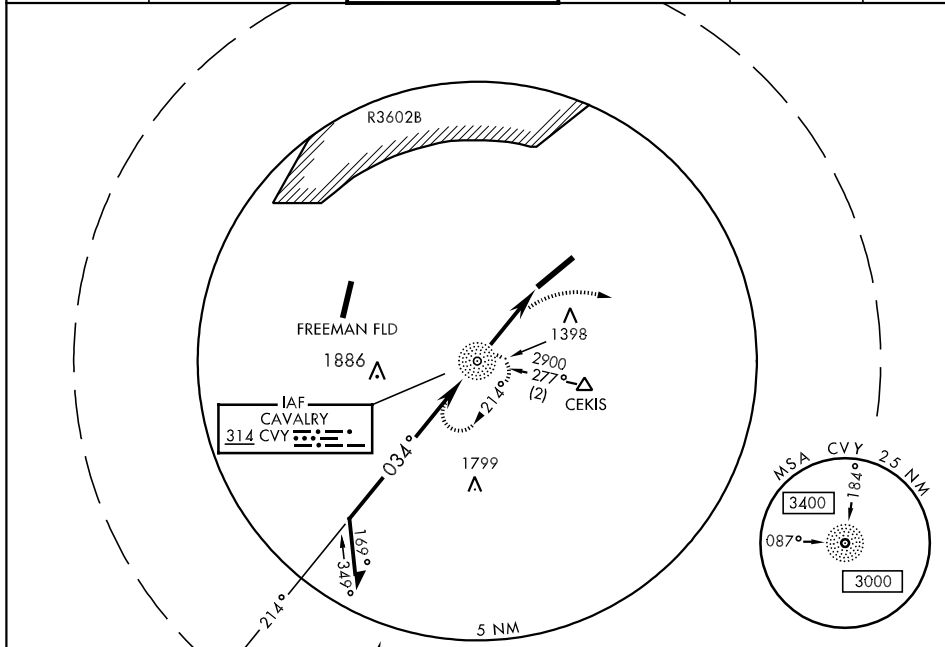 R3602B
FREEMAN FLD
1886
1398
2900
277°
(2)
CEKIS
214°
IAF
CAVALRY
314 CVY
034°
1799
169°
349°
214°
5 NM
MSA CVY 25 NM
3400
184°
087°
3000